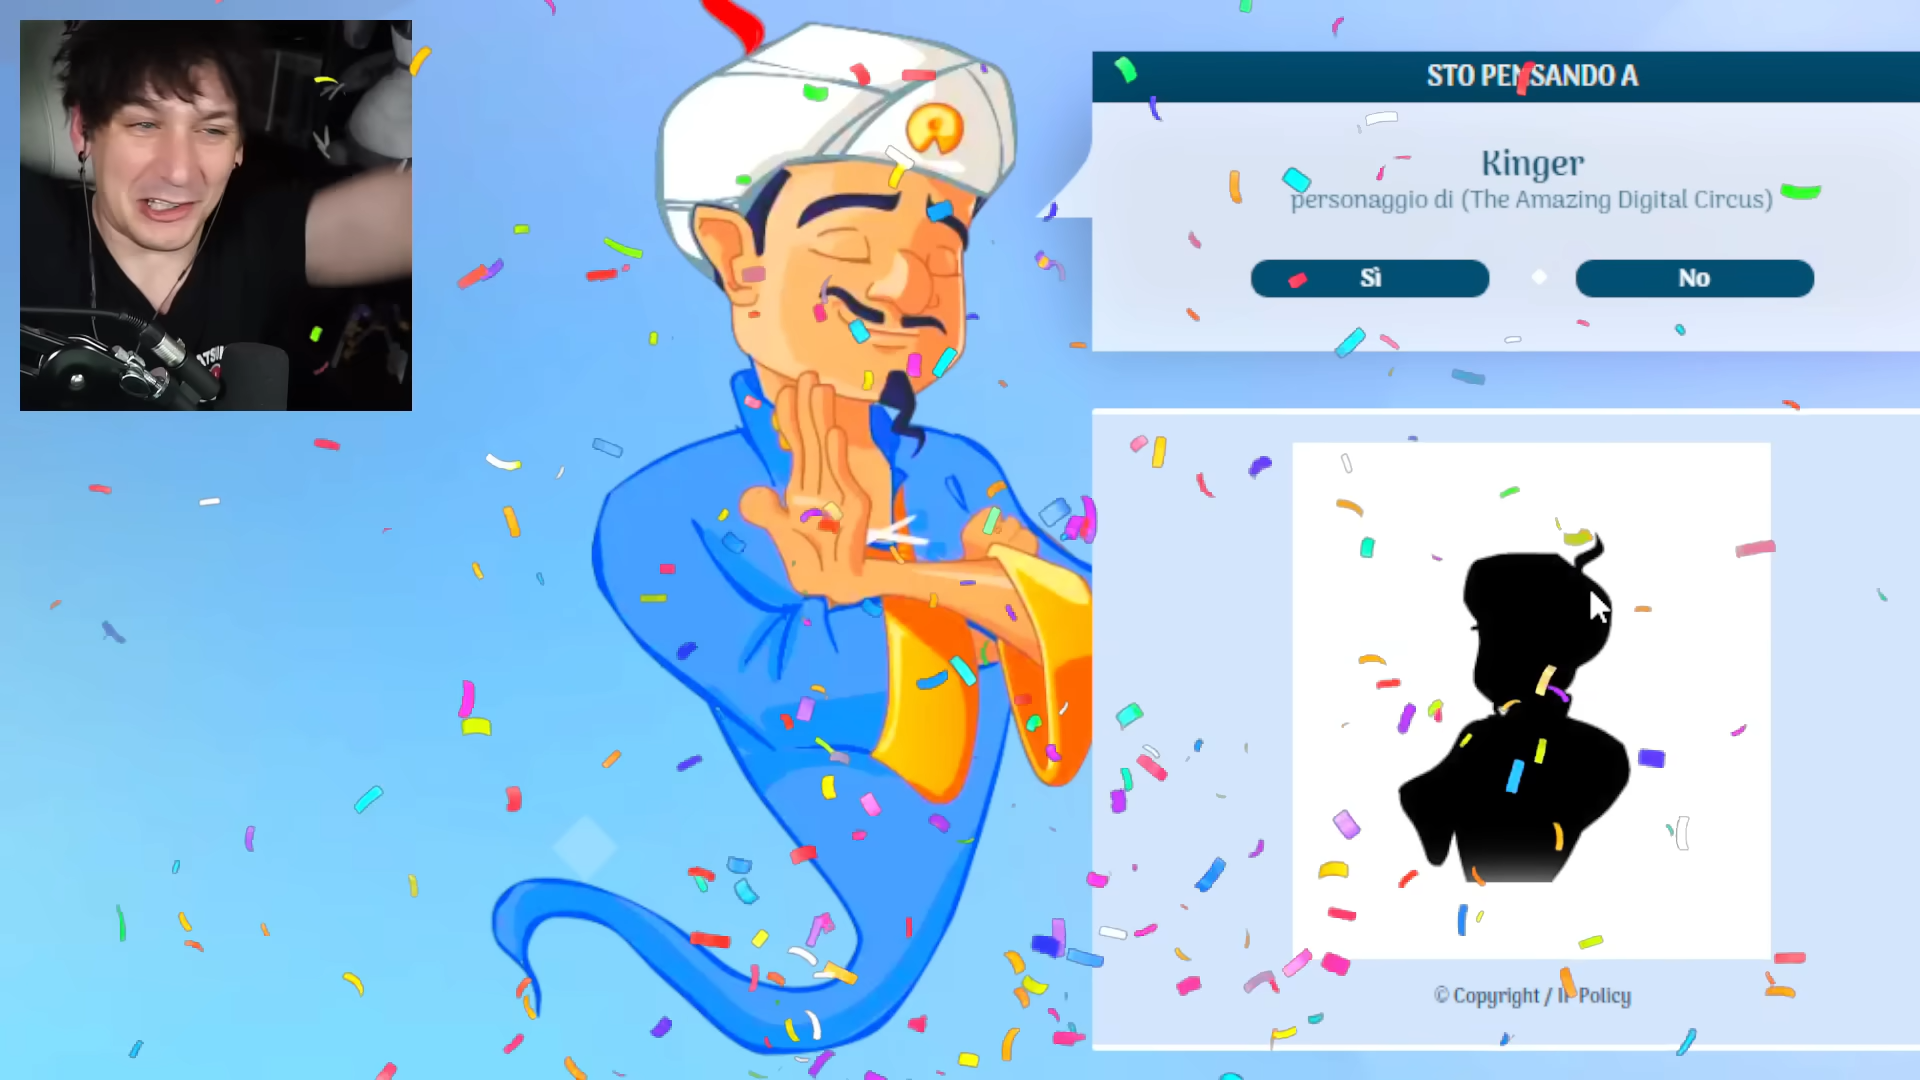 STO PENSANDO A
Kinger
personaggio di (The Amazing Digital Circus)
Sì
No
© Copyright / IP Policy